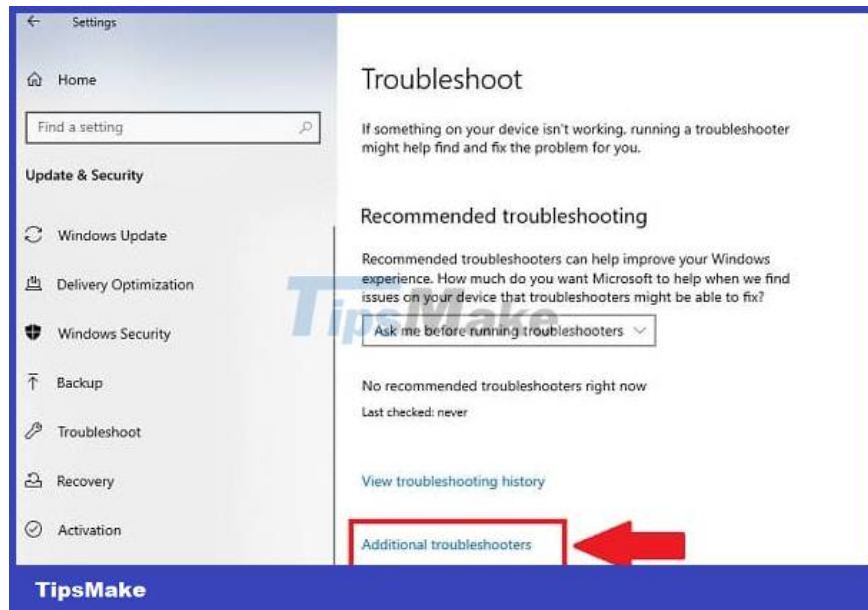 Settings
Home
Find a setting
Update & Security
Windows Update
Delivery Optimization
Windows Security
Backup
Troubleshoot
Recovery
Activation
Troubleshoot
If something on your device isn't working, running a troubleshooter
might help find and fix the problem for you.
Recommended troubleshooting
Recommended troubleshooters can help improve your Windows
experience. How much do you want Microsoft to help when we find
issues on your device that troubleshooters might be able to fix?
Ask me before running troubleshooters
No recommended troubleshooters right now
Last checked: never
View troubleshooting history
Additional troubleshooters
TipsMake
TipsMake